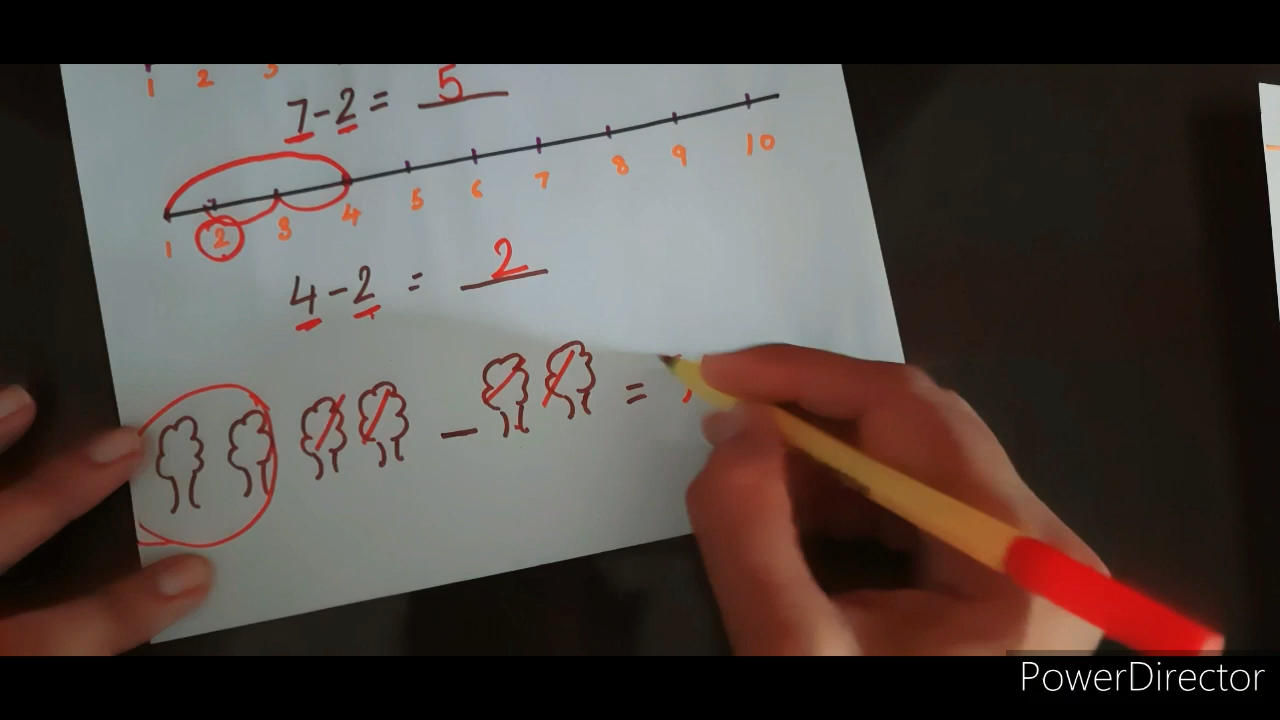 1 2 3
7-2= 5
1 2 3 4 5 6 7 8 9 10
4-2 = 2
- =
PowerDirector